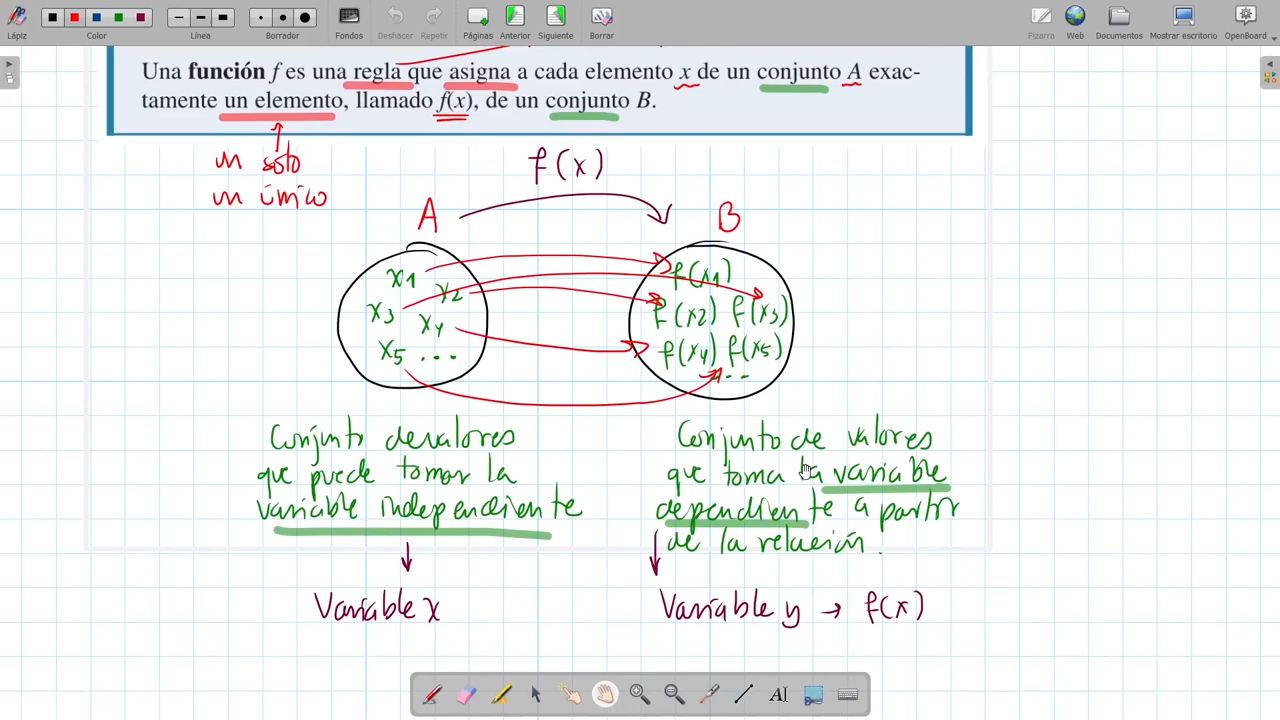 Lápiz
Color
Línea
Borrador
Fondos
Deshacer
Repetir
Páginas
Anterior
Siguiente
Borrar
Pizarra
Web
Documentos
Mostrar escritorio
OpenBoard
Una función f es una regla que asigna a cada elemento x de un conjunto A exac-
tamente un elemento, llamado f(x), de un conjunto B.
un solo
un único
f(x)
A
B
x1
x2
x3
x4
x5 ...
f(x1)
f(x2) f(x3)
f(x4) f(x5)
...
Conjunto de valores
que puede tomar la
variable independiente
Variable x
Conjunto de valores
que toma la variable
dependiente a partir
de la relación.
Variable y → f(x)
AI